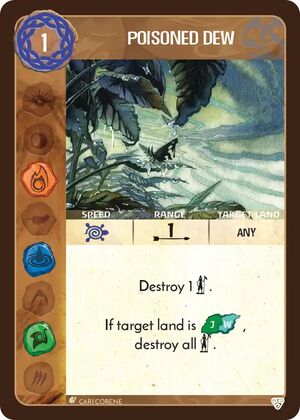 1
POISONED DEW
SPEED RANGE TARGET LAND
1 ANY
Destroy 1 .
If target land is J W ,
destroy all .
CARI CORENE